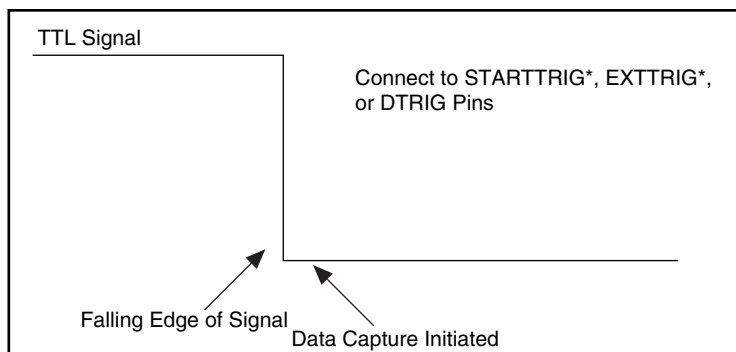 TTL Signal
Connect to STARTTRIG*, EXTTRIG*,
or DTRIG Pins
Falling Edge of Signal
Data Capture Initiated